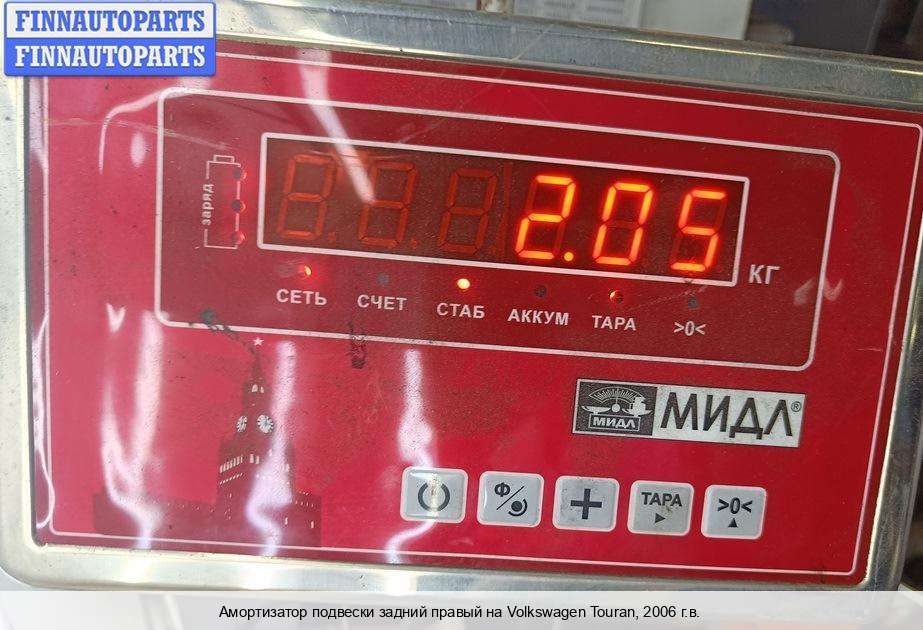 FINNAUTOPARTS
FINNAUTOPARTS
заряд
2.05
КГ
СЕТЬ СЧЕТ СТАБ АККУМ ТАРА >0<
МИДЛ МИДЛ®
Ф/ + ТАРА >0<
Амортизатор подвески задний правый на Volkswagen Touran, 2006 г.в.